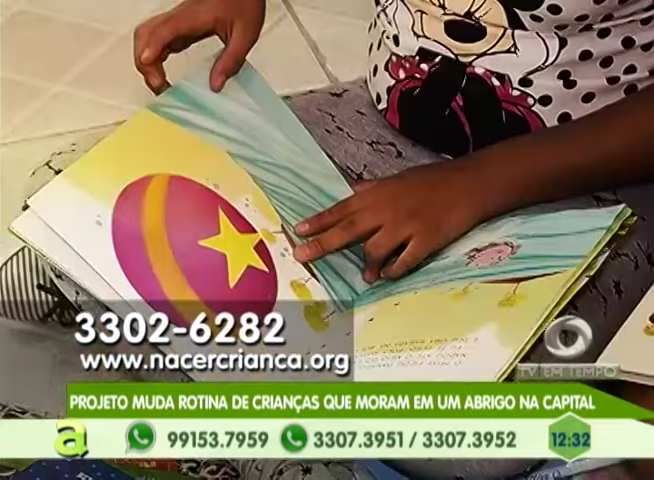 3302-6282
www.nacercrianca.org
TV EM TEMPO
PROJETO MUDA ROTINA DE CRIANÇAS QUE MORAM EM UM ABRIGO NA CAPITAL
a 99153.7959 3307.3951 / 3307.3952 12:32